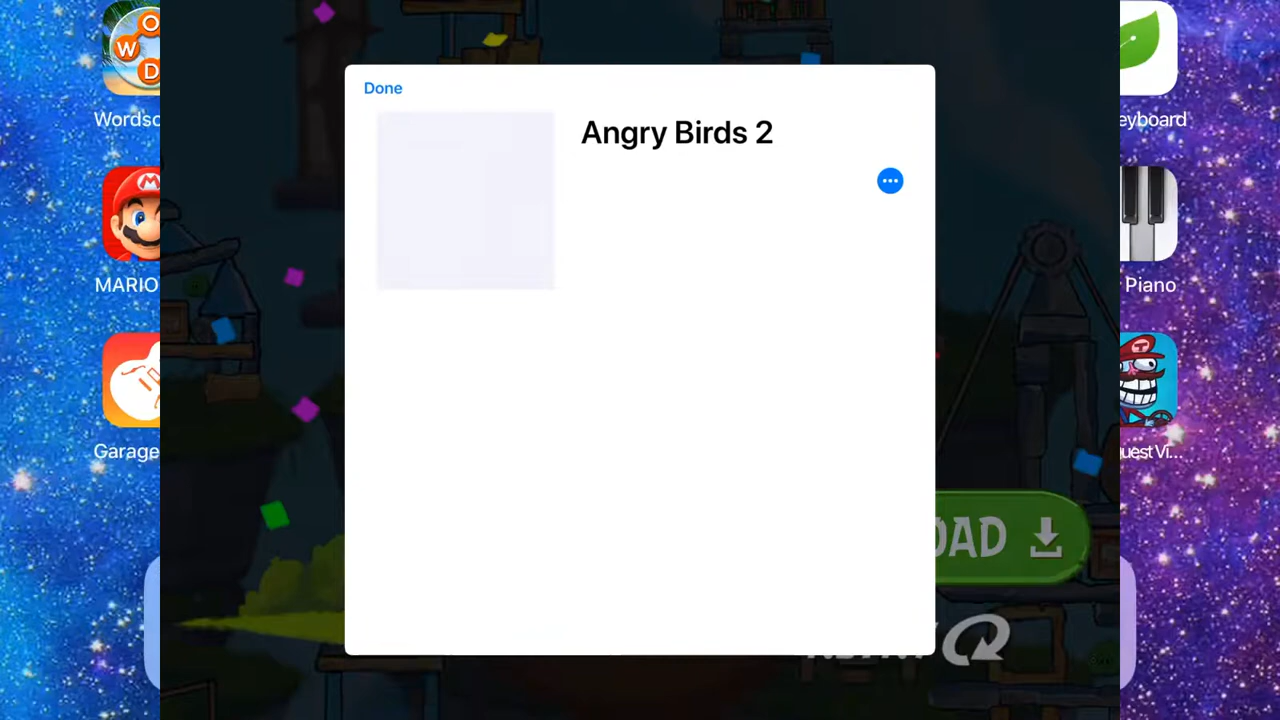 Done
Angry Birds 2
W
O
D
Wordsc
eyboard
M
MARIO
Piano
T
Garage
uest Vi...
OAD